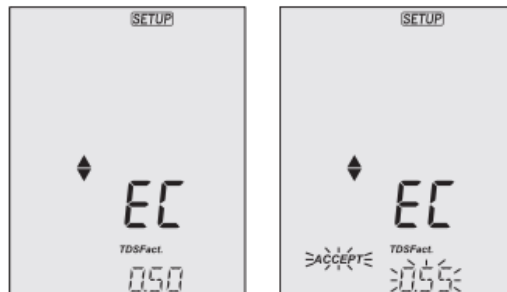 SETUP
EC
TDSFact.
0.50
SETUP
EC
ACCEPT TDSFact.
0.55